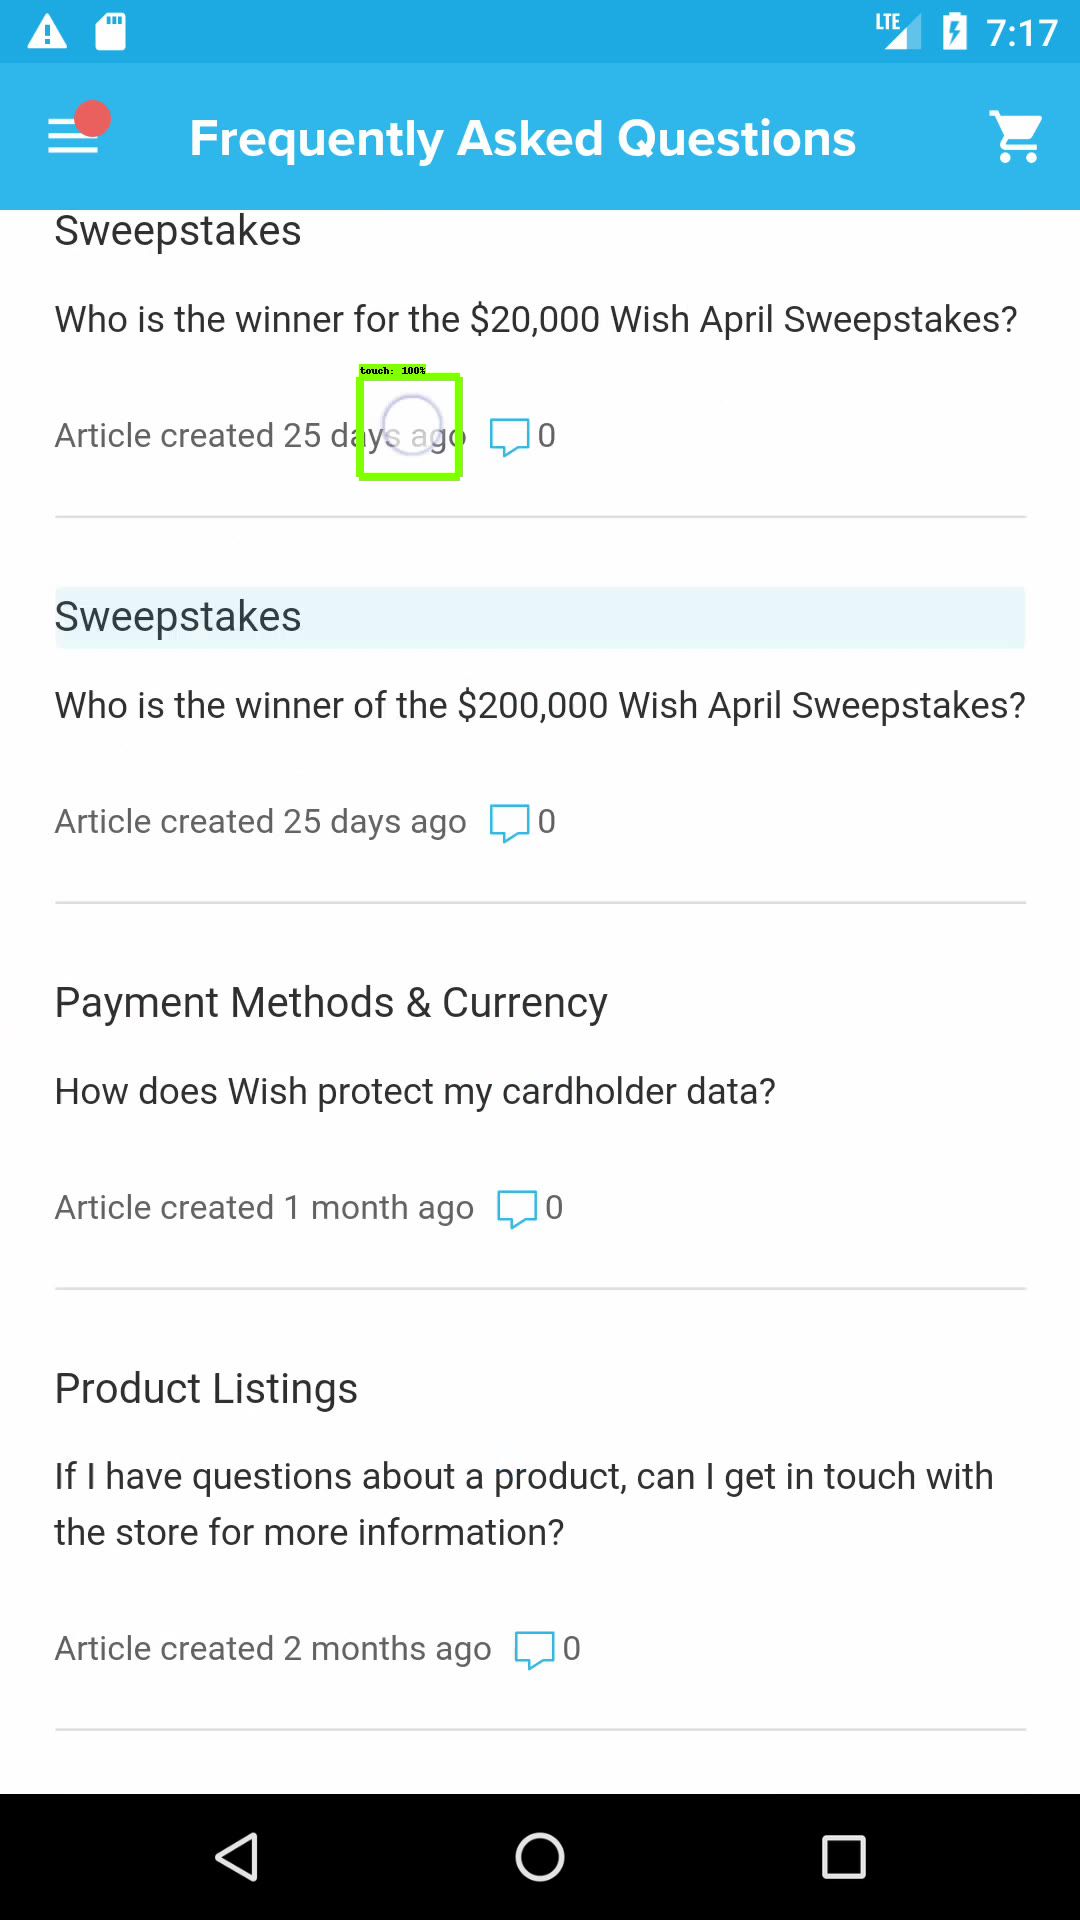 LTE 7:17
Frequently Asked Questions
Sweepstakes
Who is the winner for the $20,000 Wish April Sweepstakes?
touch: 100%
Article created 25 days ago 0
Sweepstakes
Who is the winner of the $200,000 Wish April Sweepstakes?
Article created 25 days ago 0
Payment Methods & Currency
How does Wish protect my cardholder data?
Article created 1 month ago 0
Product Listings
If I have questions about a product, can I get in touch with
the store for more information?
Article created 2 months ago 0